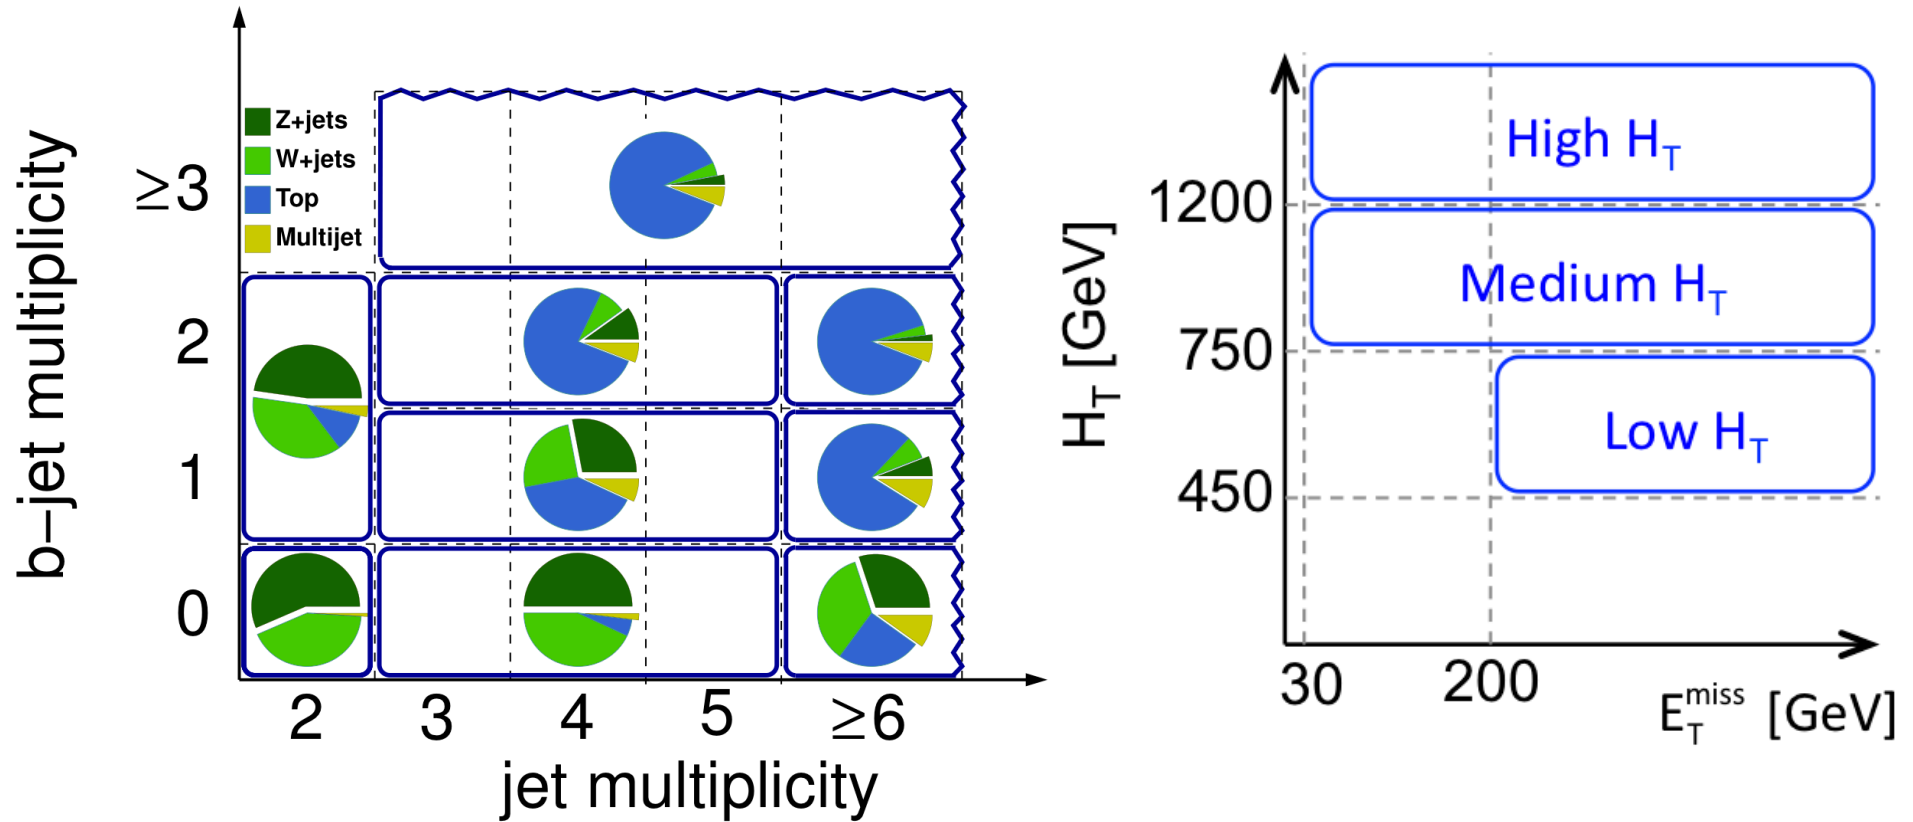 Z+jets
W+jets
Top
Multijet
b–jet multiplicity
≥3
2
1
0
2
3
4
5
≥6
jet multiplicity
H_T [GeV]
1200
750
450
High H_T
Medium H_T
Low H_T
30
200
E_T^miss [GeV]